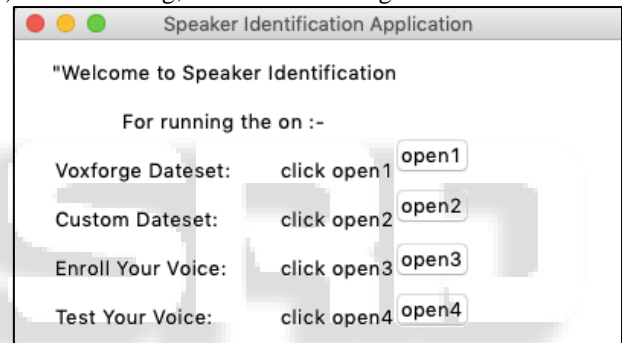 Speaker Identification Application
"Welcome to Speaker Identification
For running the on :-
Voxforge Dateset: click open1 open1
Custom Dateset: click open2 open2
Enroll Your Voice: click open3 open3
Test Your Voice: click open4 open4